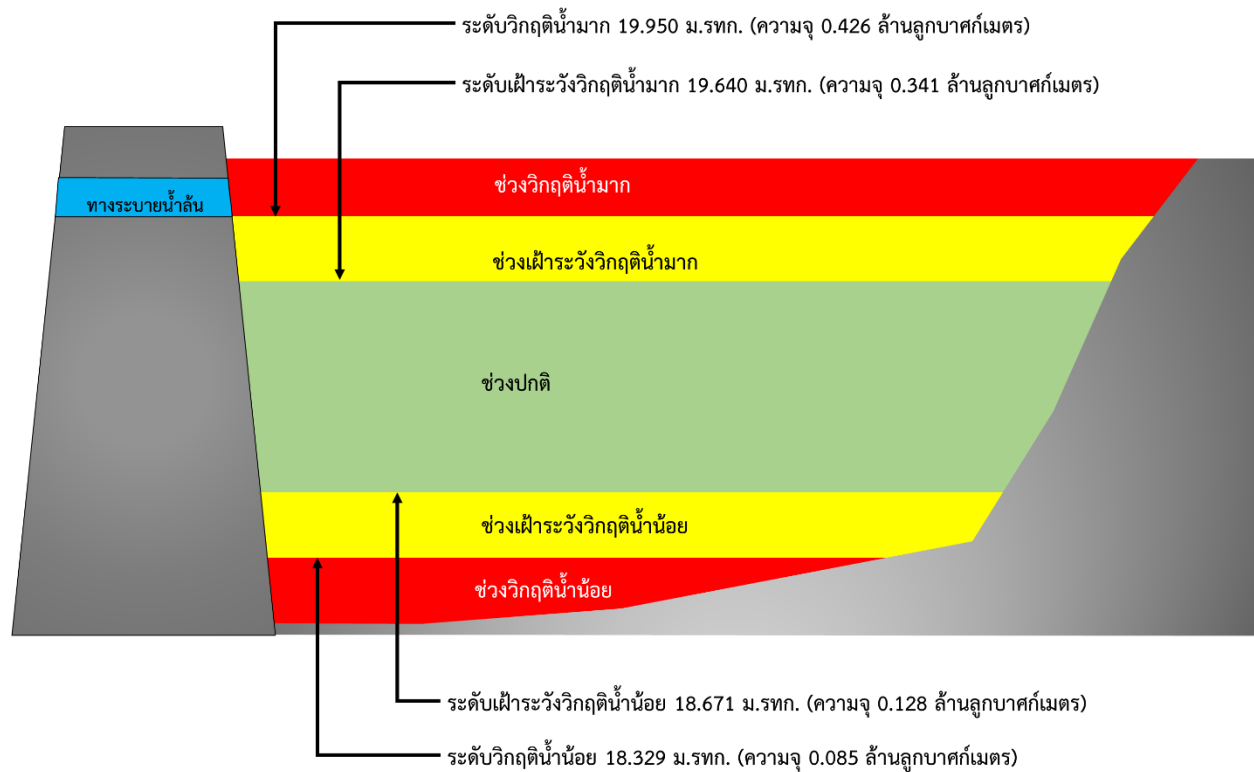 ระดับวิกฤติน้ำมาก 19.950 ม.รทก. (ความจุ 0.426 ล้านลูกบาศก์เมตร)
ระดับเฝ้าระวังวิกฤติน้ำมาก 19.640 ม.รทก. (ความจุ 0.341 ล้านลูกบาศก์เมตร)
ช่วงวิกฤติน้ำมาก
ทางระบายน้ำล้น
ช่วงเฝ้าระวังวิกฤติน้ำมาก
ช่วงปกติ
ช่วงเฝ้าระวังวิกฤติน้ำน้อย
ช่วงวิกฤติน้ำน้อย
ระดับเฝ้าระวังวิกฤติน้ำน้อย 18.671 ม.รทก. (ความจุ 0.128 ล้านลูกบาศก์เมตร)
ระดับวิกฤติน้ำน้อย 18.329 ม.รทก. (ความจุ 0.085 ล้านลูกบาศก์เมตร)